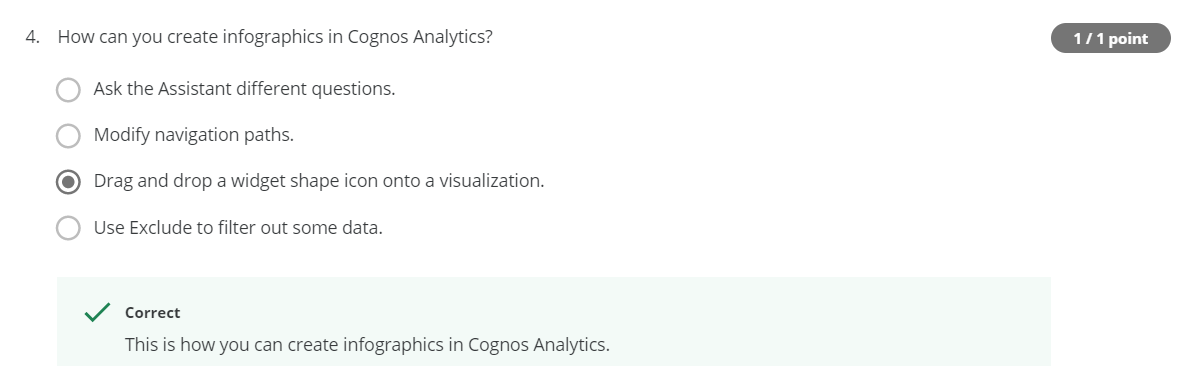 4. How can you create infographics in Cognos Analytics?
1 / 1 point
Ask the Assistant different questions.
Modify navigation paths.
Drag and drop a widget shape icon onto a visualization.
Use Exclude to filter out some data.
Correct
This is how you can create infographics in Cognos Analytics.